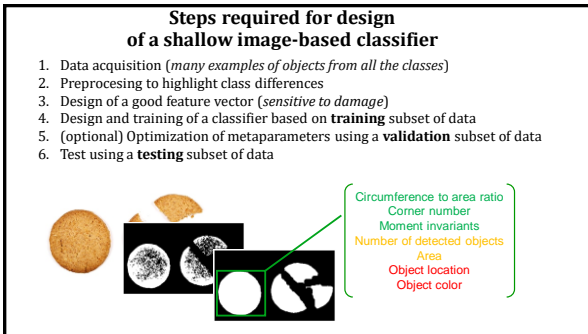 Steps required for design
of a shallow image-based classifier
1. Data acquisition (many examples of objects from all the classes)
2. Preprocesing to highlight class differences
3. Design of a good feature vector (sensitive to damage)
4. Design and training of a classifier based on training subset of data
5. (optional) Optimization of metaparameters using a validation subset of data
6. Test using a testing subset of data
Circumference to area ratio
Corner number
Moment invariants
Number of detected objects
Area
Object location
Object color